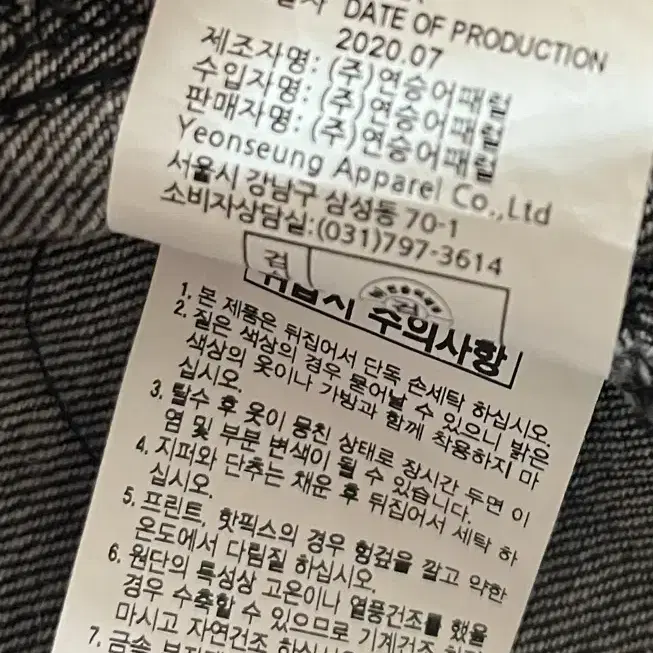 DATE OF PRODUCTION
2020.07
제조자명: (주)연승어패럴
수입자명: (주)연승어패럴
판매자명: (주)연승어패럴
Yeonseung Apparel Co.,Ltd
서울시 강남구 삼성동 70-1
소비자상담실:(031)797-3614
검
취급시 주의사항
1. 본 제품은 뒤집어서 단독 손세탁 하십시오.
2. 짙은 색상의 경우 묻어날 수 있으니 밝은
색상의 옷이나 가방과 함께 착용하지 마
십시오.
3. 탈수 후 옷이 뭉친 상태로 장시간 두면 이
염 및 부분 변색이 될 수 있습니다.
4. 지퍼와 단추는 채운 후 뒤집어서 세탁 하
십시오.
5. 프린트, 핫픽스의 경우 헝겊을 깔고 약한
온도에서 다림질 하십시오.
6. 원단의 특성상 고온이나 열풍건조를 했을
경우 수축할 수 있으므로 기계건조
마시고 자연건조 하십시오
7. 금속